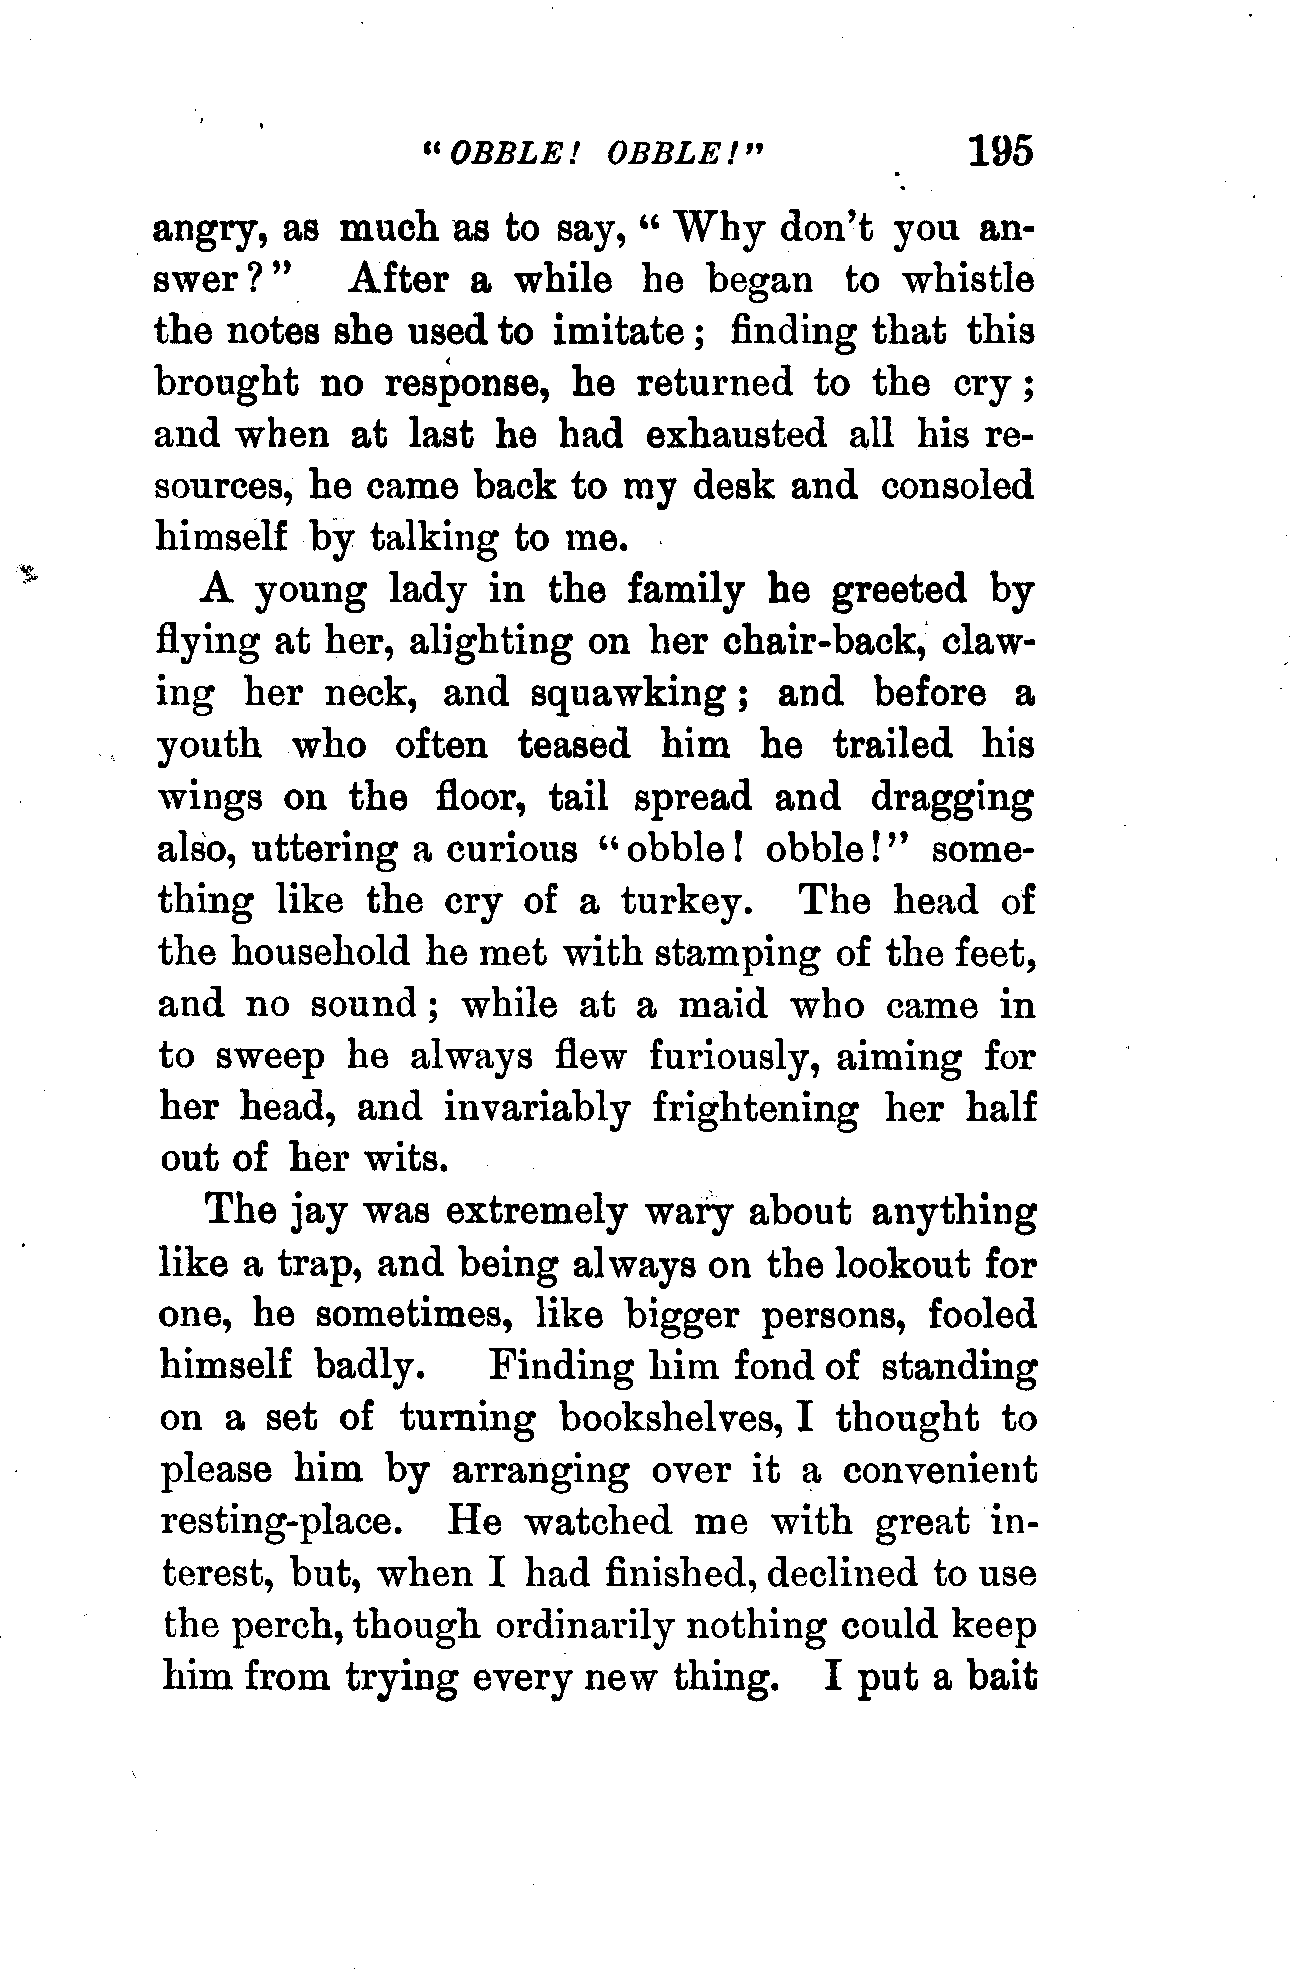 "OBBLE! OBBLE!" 195
angry, as much as to say, "Why don't you an-
swer?" After a while he began to whistle
the notes she used to imitate; finding that this
brought no response, he returned to the cry;
and when at last he had exhausted all his re-
sources, he came back to my desk and consoled
himself by talking to me.
A young lady in the family he greeted by
flying at her, alighting on her chair-back, claw-
ing her neck, and squawking; and before a
youth who often teased him he trailed his
wings on the floor, tail spread and dragging
also, uttering a curious "obble! obble!" some-
thing like the cry of a turkey. The head of
the household he met with stamping of the feet,
and no sound; while at a maid who came in
to sweep he always flew furiously, aiming for
her head, and invariably frightening her half
out of her wits.
The jay was extremely wary about anything
like a trap, and being always on the lookout for
one, he sometimes, like bigger persons, fooled
himself badly. Finding him fond of standing
on a set of turning bookshelves, I thought to
please him by arranging over it a convenient
resting-place. He watched me with great in-
terest, but, when I had finished, declined to use
the perch, though ordinarily nothing could keep
him from trying every new thing. I put a bait